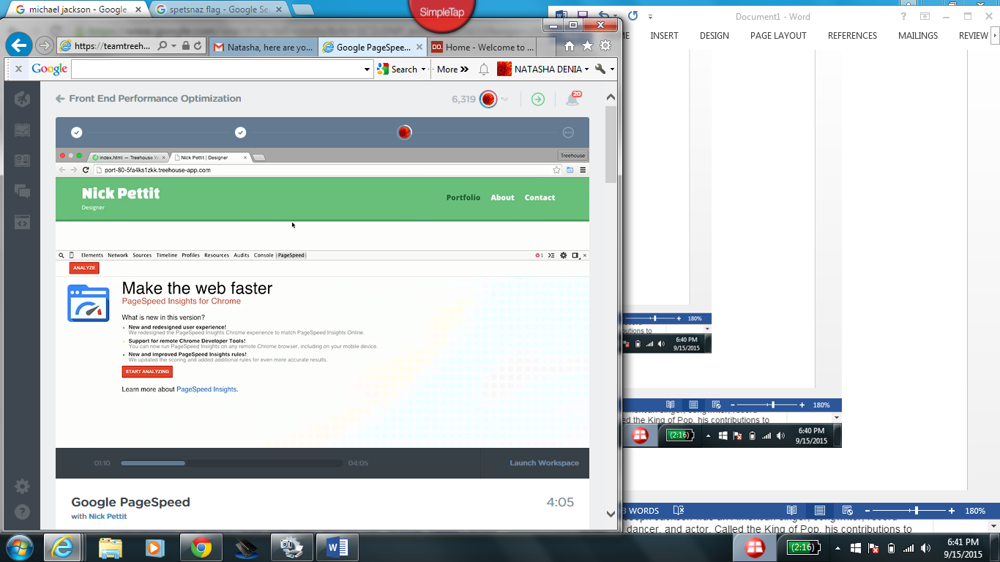 michael jackson - Google
spetsnaz flag - Google Se
SimpleTap
Document1 - Word
INSERT DESIGN PAGE LAYOUT REFERENCES MAILINGS REVIEW
https://teamtreeh...
Natasha, here are yo...
Google PageSpee...
Home - Welcome to ...
Google
Search
More »
NATASHA DENIA
Front End Performance Optimization
6,319
20
index.html — Treehouse W
Nick Pettit | Designer
Treehouse
port-80-5fa4ks1zkk.treehouse-app.com
Nick Pettit
Designer
Portfolio About Contact
Elements Network Sources Timeline Profiles Resources Audits Console PageSpeed
1
ANALYZE
Make the web faster
PageSpeed Insights for Chrome
What is new in this version?
New and redesigned user experience!
We redesigned the PageSpeed Insights Chrome experience to match PageSpeed Insights Online.
Support for remote Chrome Developer Tools!
You can now run PageSpeed Insights on any remote Chrome browser, including on your mobile device.
New and improved PageSpeed Insights rules!
We updated the scoring and added additional rules for even more accurate results.
START ANALYZING
Learn more about PageSpeed Insights.
01:10
04:05
Launch Workspace
Google PageSpeed
4:05
with Nick Pettit
180%
6:40 PM
9/15/2015
180%
ed the King of Pop, his contributions to
(2:16)
6:40 PM
9/15/2015
3 WORDS
180%
dancer, and actor. Called the King of Pop, his contributions to
(2:16)
6:41 PM
9/15/2015